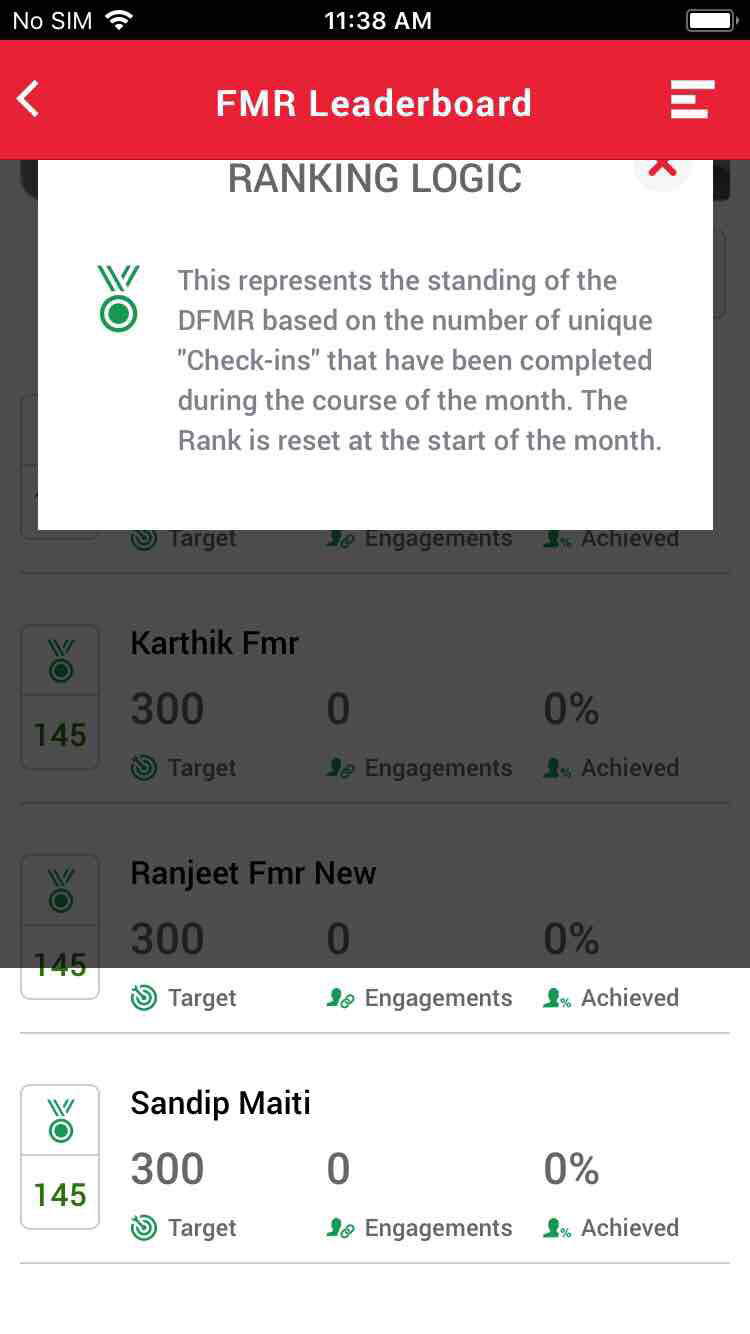 No SIM 11:38 AM
FMR Leaderboard
RANKING LOGIC
This represents the standing of the
DFMR based on the number of unique
"Check-ins" that have been completed
during the course of the month. The
Rank is reset at the start of the month.
Target Engagements Achieved
Karthik Fmr
300 0 0%
145
Target Engagements Achieved
Ranjeet Fmr New
300 0 0%
145
Target Engagements Achieved
Sandip Maiti
300 0 0%
145
Target Engagements Achieved